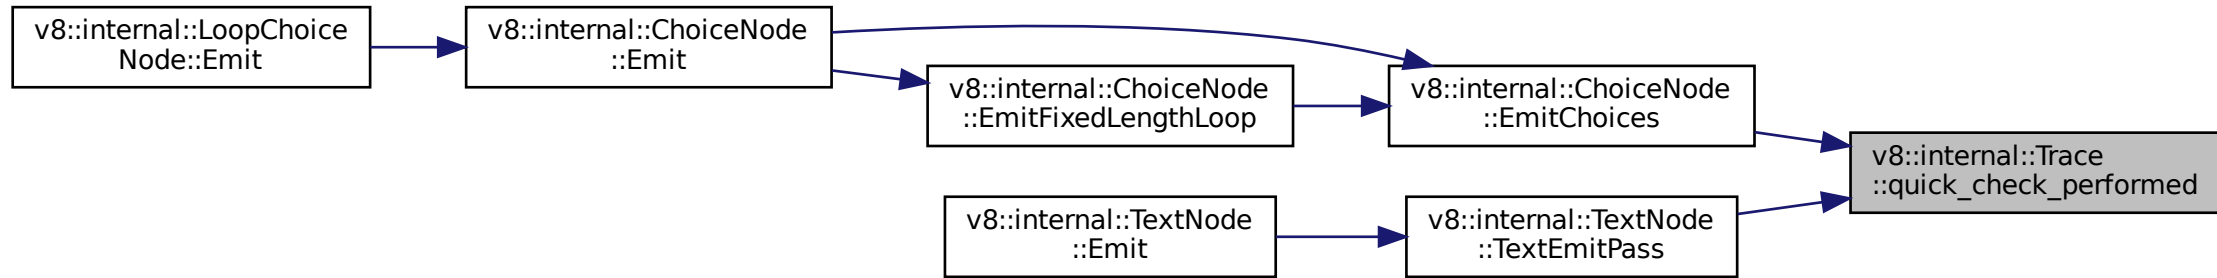 v8::internal::LoopChoice
Node::Emit
v8::internal::ChoiceNode
::Emit
v8::internal::ChoiceNode
::EmitFixedLengthLoop
v8::internal::ChoiceNode
::EmitChoices
v8::internal::Trace
::quick_check_performed
v8::internal::TextNode
::Emit
v8::internal::TextNode
::TextEmitPass